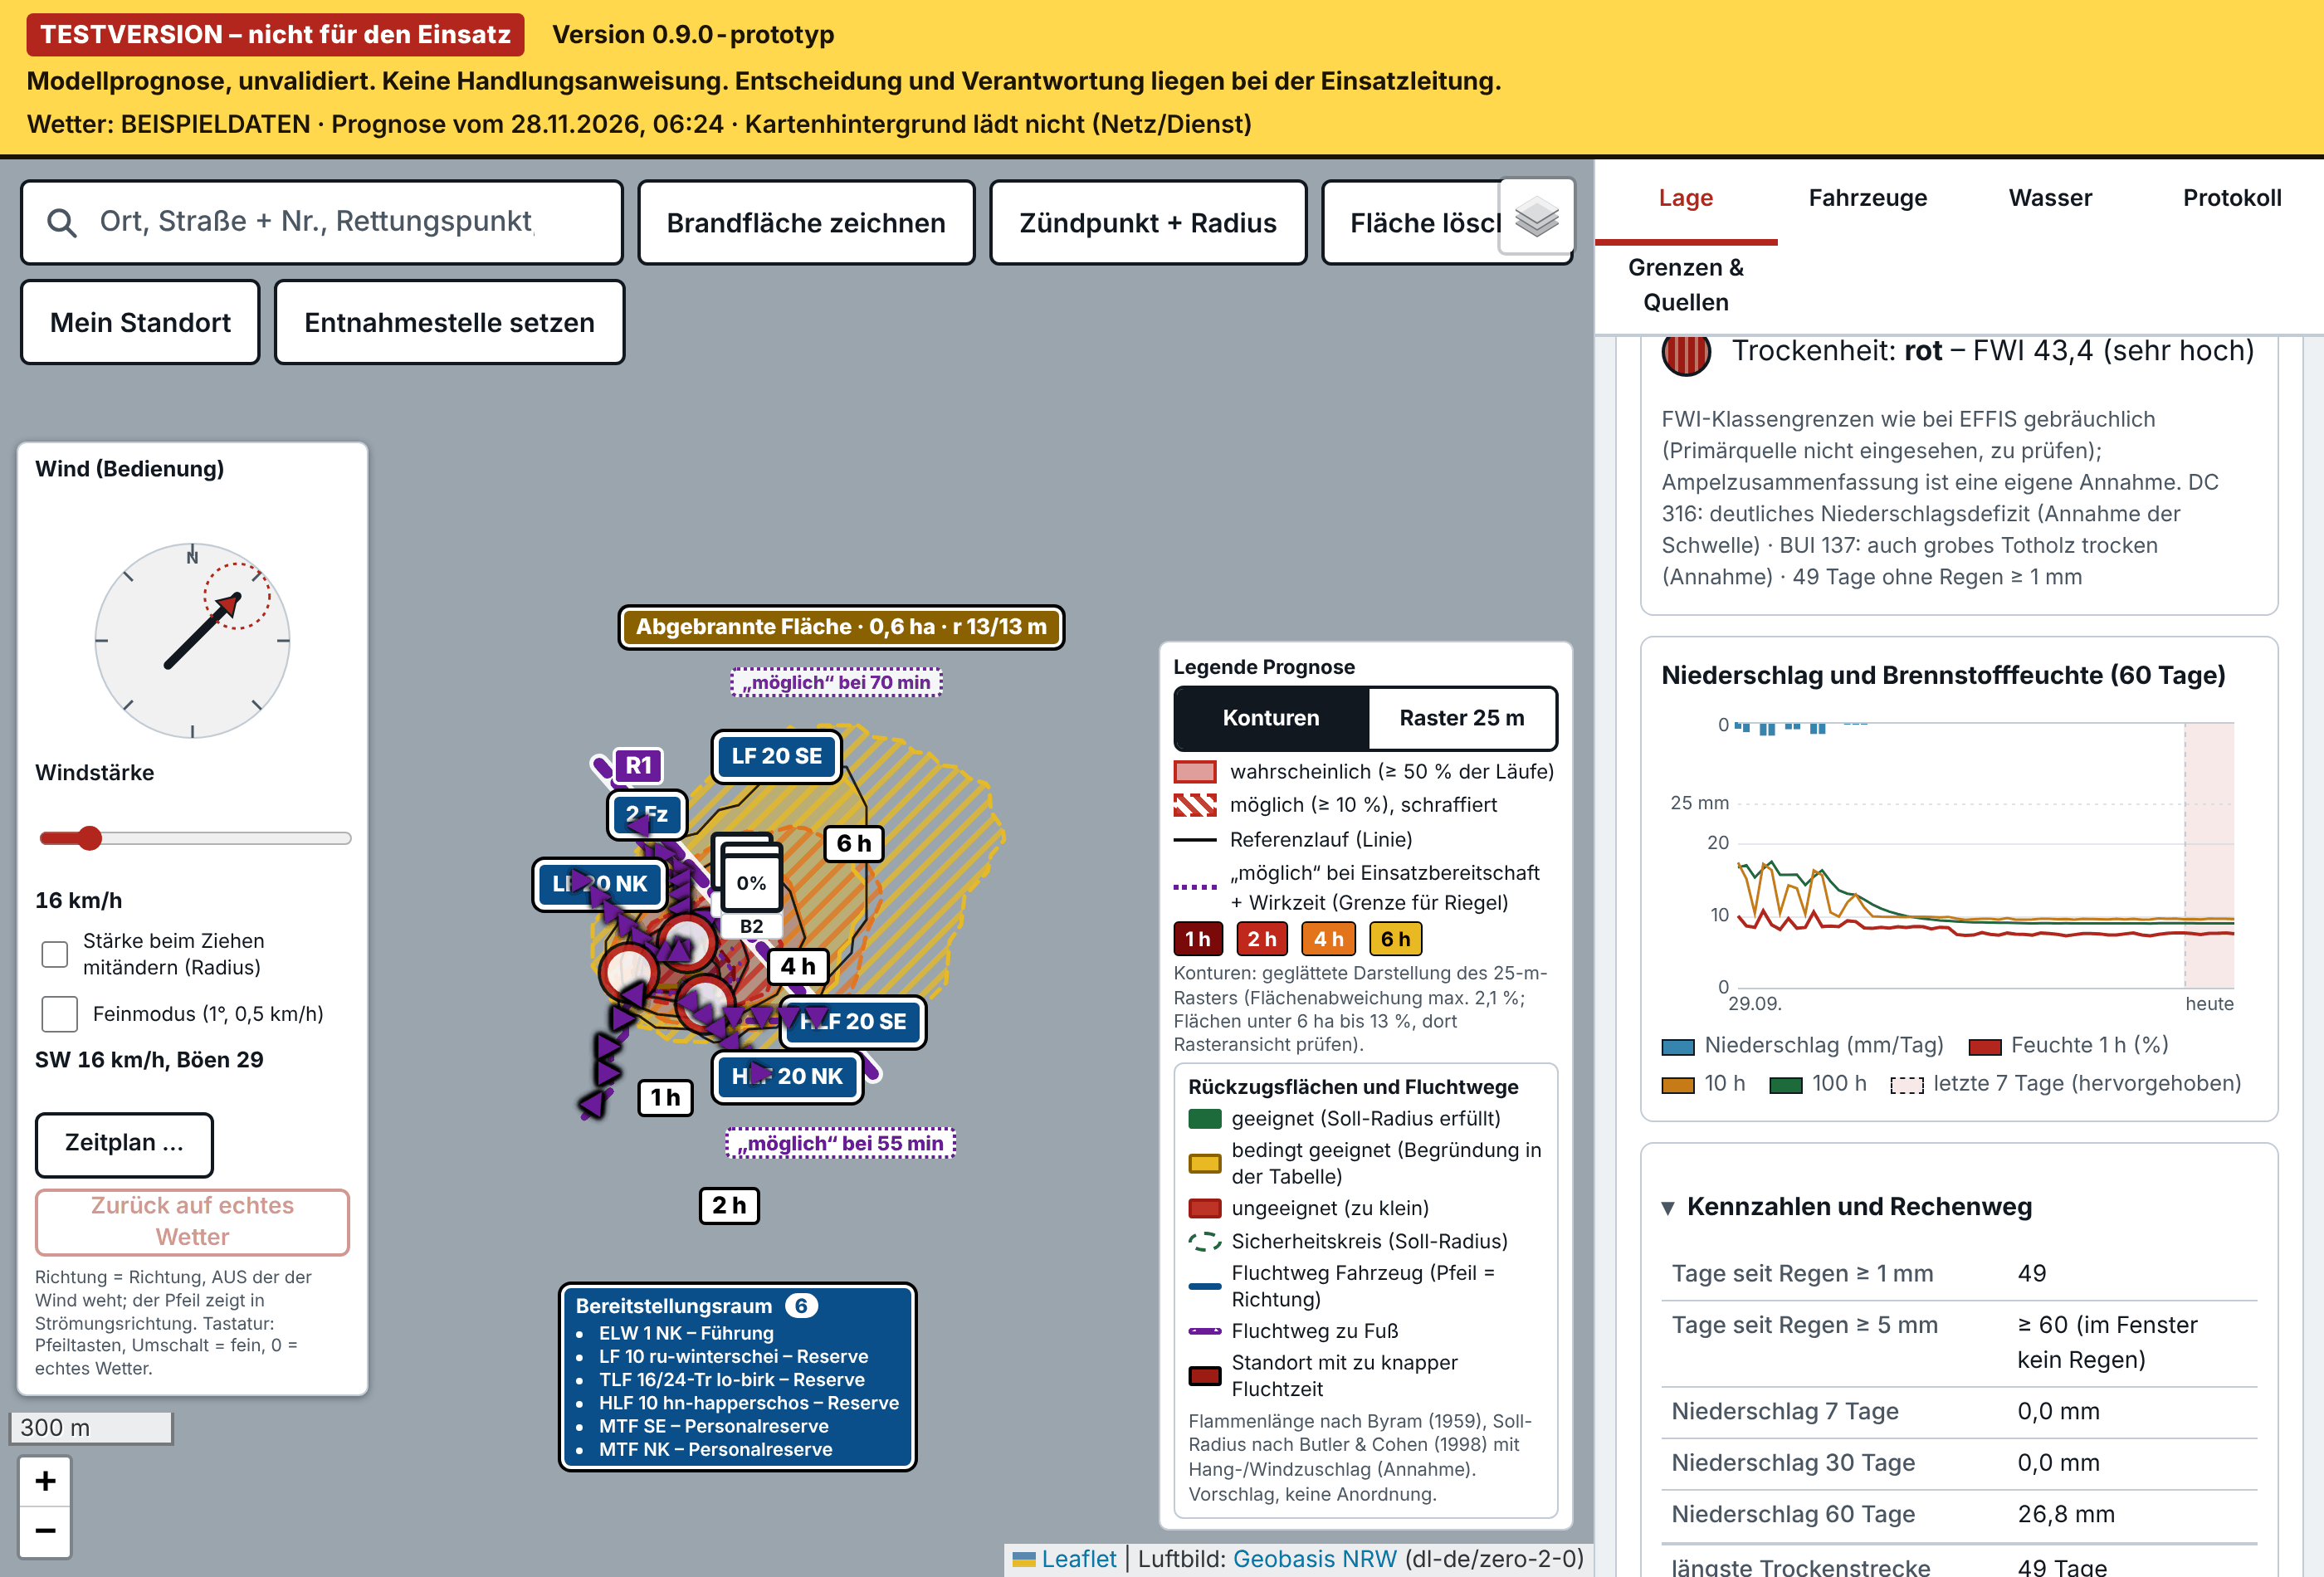 TESTVERSION – nicht für den Einsatz Version 0.9.0-prototyp
Modellprognose, unvalidiert. Keine Handlungsanweisung. Entscheidung und Verantwortung liegen bei der Einsatzleitung.
Wetter: BEISPIELDATEN · Prognose vom 28.11.2026, 06:24 · Kartenhintergrund lädt nicht (Netz/Dienst)
Ort, Straße + Nr., Rettungspunkt,
Brandfläche zeichnen
Zündpunkt + Radius
Fläche lösch
Mein Standort
Entnahmestelle setzen
Wind (Bedienung)
N
Windstärke
16 km/h
Stärke beim Ziehen
mitändern (Radius)
Feinmodus (1°, 0,5 km/h)
SW 16 km/h, Böen 29
Zeitplan ...
Zurück auf echtes
Wetter
Richtung = Richtung, AUS der der
Wind weht; der Pfeil zeigt in
Strömungsrichtung. Tastatur:
Pfeiltasten, Umschalt = fein, 0 =
echtes Wetter.
300 m
+
−
Abgebrannte Fläche · 0,6 ha · r 13/13 m
„möglich“ bei 70 min
LF 20 SE
R1
2 Fz
6 h
20 NK
0%
B2
4 h
20 SE
20 NK
1 h
„möglich“ bei 55 min
2 h
Bereitstellungsraum 6
• ELW 1 NK – Führung
• LF 10 ru-winterschei – Reserve
• TLF 16/24-Tr lo-birk – Reserve
• HLF 10 hn-happerschos – Reserve
• MTF SE – Personalreserve
• MTF NK – Personalreserve
Legende Prognose
Konturen Raster 25 m
wahrscheinlich (≥ 50 % der Läufe)
möglich (≥ 10 %), schraffiert
Referenzlauf (Linie)
„möglich“ bei Einsatzbereitschaft
+ Wirkzeit (Grenze für Riegel)
1 h 2 h 4 h 6 h
Konturen: geglättete Darstellung des 25-m-
Rasters (Flächenabweichung max. 2,1 %;
Flächen unter 6 ha bis 13 %, dort
Rasteransicht prüfen).
Rückzugsflächen und Fluchtwege
geeignet (Soll-Radius erfüllt)
bedingt geeignet (Begründung in
der Tabelle)
ungeeignet (zu klein)
Sicherheitskreis (Soll-Radius)
Fluchtweg Fahrzeug (Pfeil =
Richtung)
Fluchtweg zu Fuß
Standort mit zu knapper
Fluchtzeit
Flammenlänge nach Byram (1959), Soll-
Radius nach Butler & Cohen (1998) mit
Hang-/Windzuschlag (Annahme).
Vorschlag, keine Anordnung.
Leaflet | Luftbild: Geobasis NRW (dl-de/zero-2-0)
Lage Fahrzeuge Wasser Protokoll
Grenzen &
Quellen
Trockenheit: rot – FWI 43,4 (sehr hoch)
FWI-Klassengrenzen wie bei EFFIS gebräuchlich
(Primärquelle nicht eingesehen, zu prüfen);
Ampelzusammenfassung ist eine eigene Annahme. DC
316: deutliches Niederschlagsdefizit (Annahme der
Schwelle) · BUI 137: auch grobes Totholz trocken
(Annahme) · 49 Tage ohne Regen ≥ 1 mm
Niederschlag und Brennstofffeuchte (60 Tage)
0
25 mm
20
10
0
29.09. heute
Niederschlag (mm/Tag) Feuchte 1 h (%)
10 h 100 h letzte 7 Tage (hervorgehoben)
▼ Kennzahlen und Rechenweg
Tage seit Regen ≥ 1 mm 49
Tage seit Regen ≥ 5 mm ≥ 60 (im Fenster
kein Regen)
Niederschlag 7 Tage 0,0 mm
Niederschlag 30 Tage 0,0 mm
Niederschlag 60 Tage 26,8 mm
längste Trockenstrecke 49 Tage